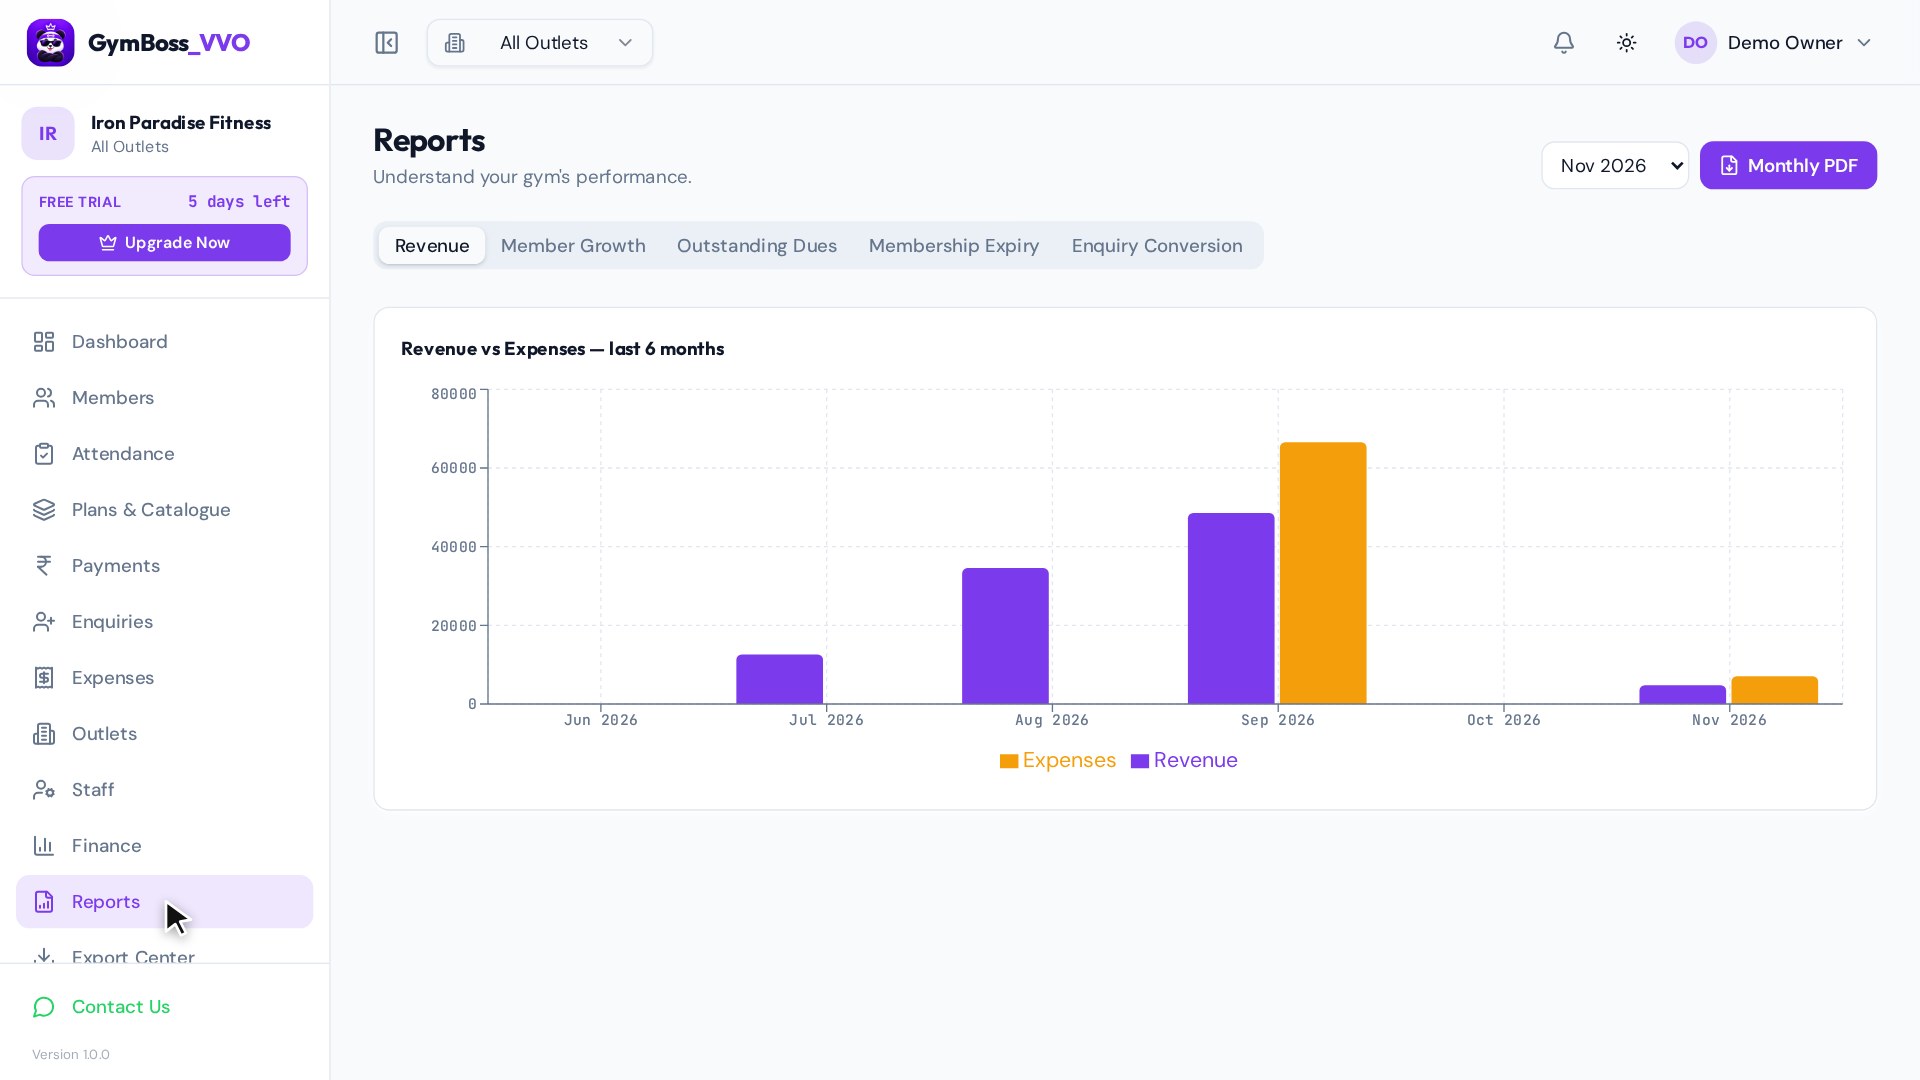 GymBoss_VVO
All Outlets
DO Demo Owner
IR
Iron Paradise Fitness
All Outlets
FREE TRIAL 5 days left
Upgrade Now
Dashboard
Members
Attendance
Plans & Catalogue
Payments
Enquiries
Expenses
Outlets
Staff
Finance
Reports
Export Center
Contact Us
Version 1.0.0
Reports
Understand your gym's performance.
Nov 2026
Monthly PDF
Revenue Member Growth Outstanding Dues Membership Expiry Enquiry Conversion
Revenue vs Expenses — last 6 months
80000
60000
40000
20000
0
Jun 2026 Jul 2026 Aug 2026 Sep 2026 Oct 2026 Nov 2026
Expenses Revenue